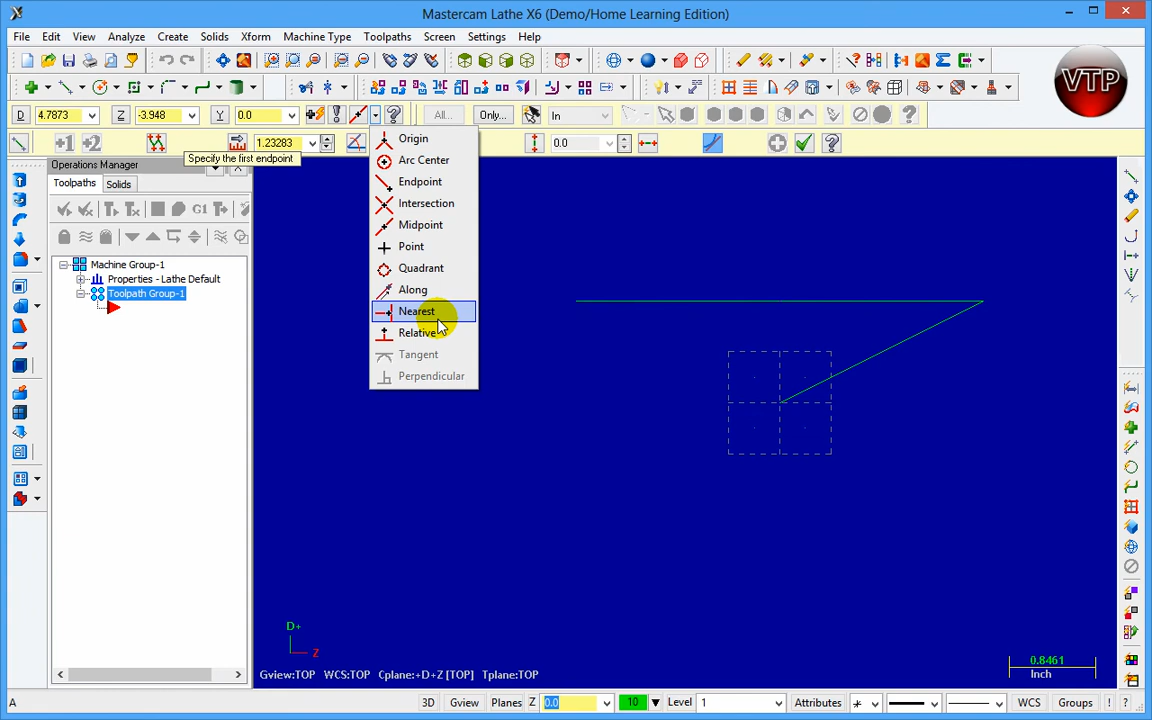 Mastercam Lathe X6 (Demo/Home Learning Edition)
File Edit View Analyze Create Solids Xform Machine Type Toolpaths Screen Settings Help
VTP
D 4.7873 Z -3.948 Y 0.0 All... Only... In
1.23283 0.0
Specify the first endpoint
Operations Manager
Toolpaths Solids
G1
Machine Group-1
Properties - Lathe Default
Toolpath Group-1
Origin
Arc Center
Endpoint
Intersection
Midpoint
Point
Quadrant
Along
Nearest
Relative
Tangent
Perpendicular
D+
Z
Gview:TOP WCS:TOP Cplane:+D+Z [TOP] Tplane:TOP
0.8461
Inch
A 3D Gview Planes Z 0.0 10 Level 1 Attributes WCS Groups ! ?